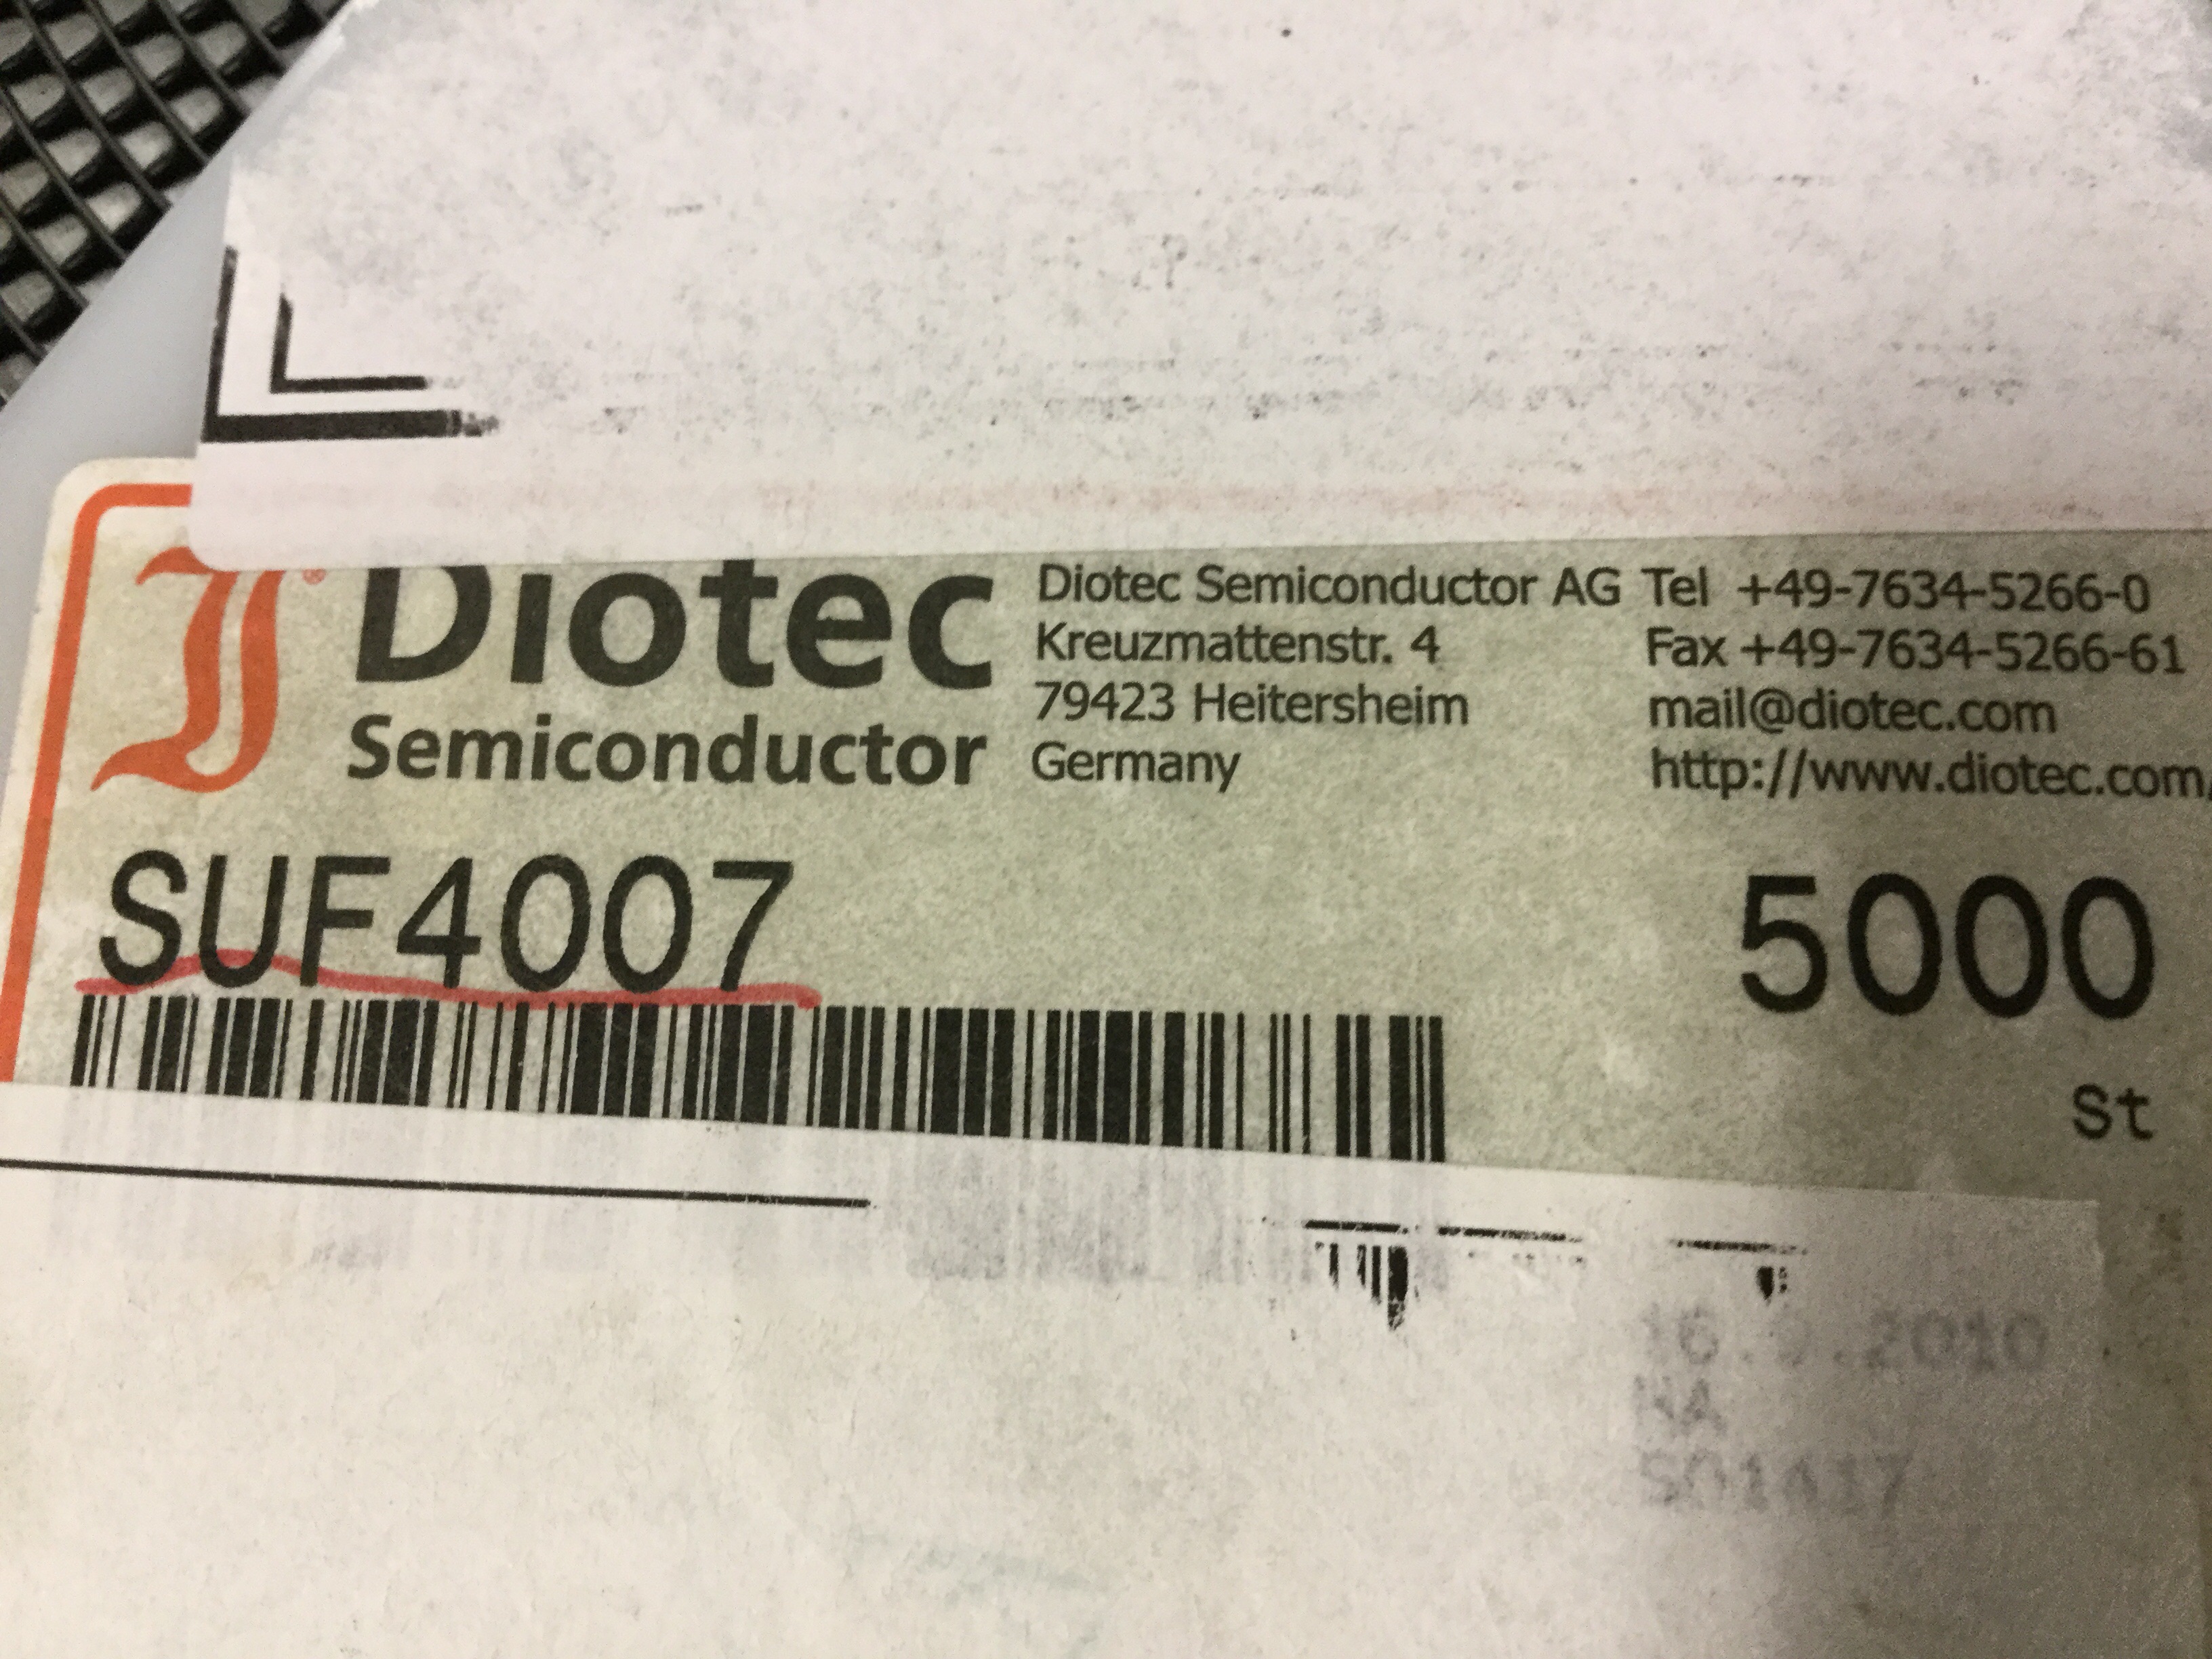 Diotec
Semiconductor
Diotec Semiconductor AG
Kreuzmattenstr. 4
79423 Heitersheim
Germany
Tel +49-7634-5266-0
Fax +49-7634-5266-61
mail@diotec.com
http://www.diotec.com/
SUF4007
5000
St